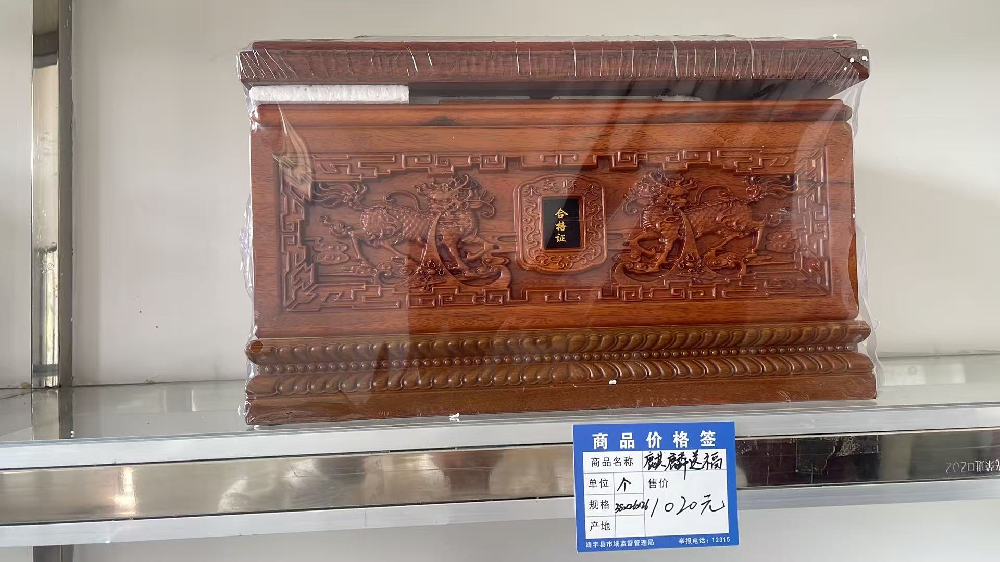 永远怀念
合
格
证
商品价格签
商品名称 麒麟送福
单位 个 售价
规格 1020元
产地
靖宇县市场监督管理局 举报电话：12315